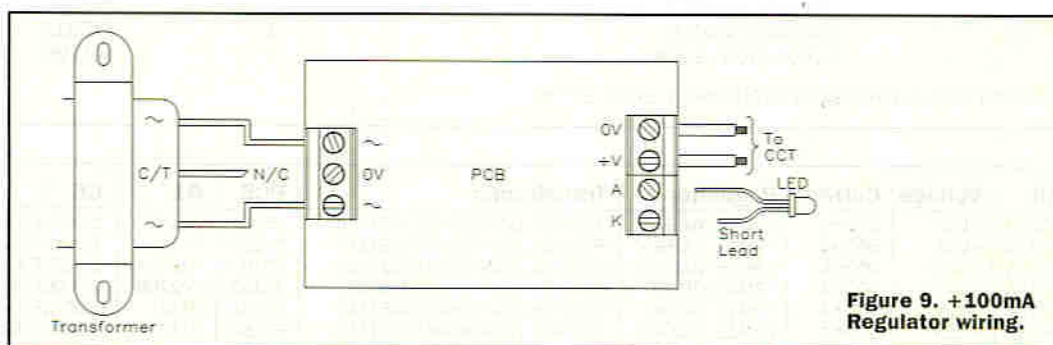 ~
C/T
N/C
~
Transformer
~
0V
~
PCB
0V
+V
A
K
To
CCT
LED
Short
Lead
Figure 9. +100mA
Regulator wiring.